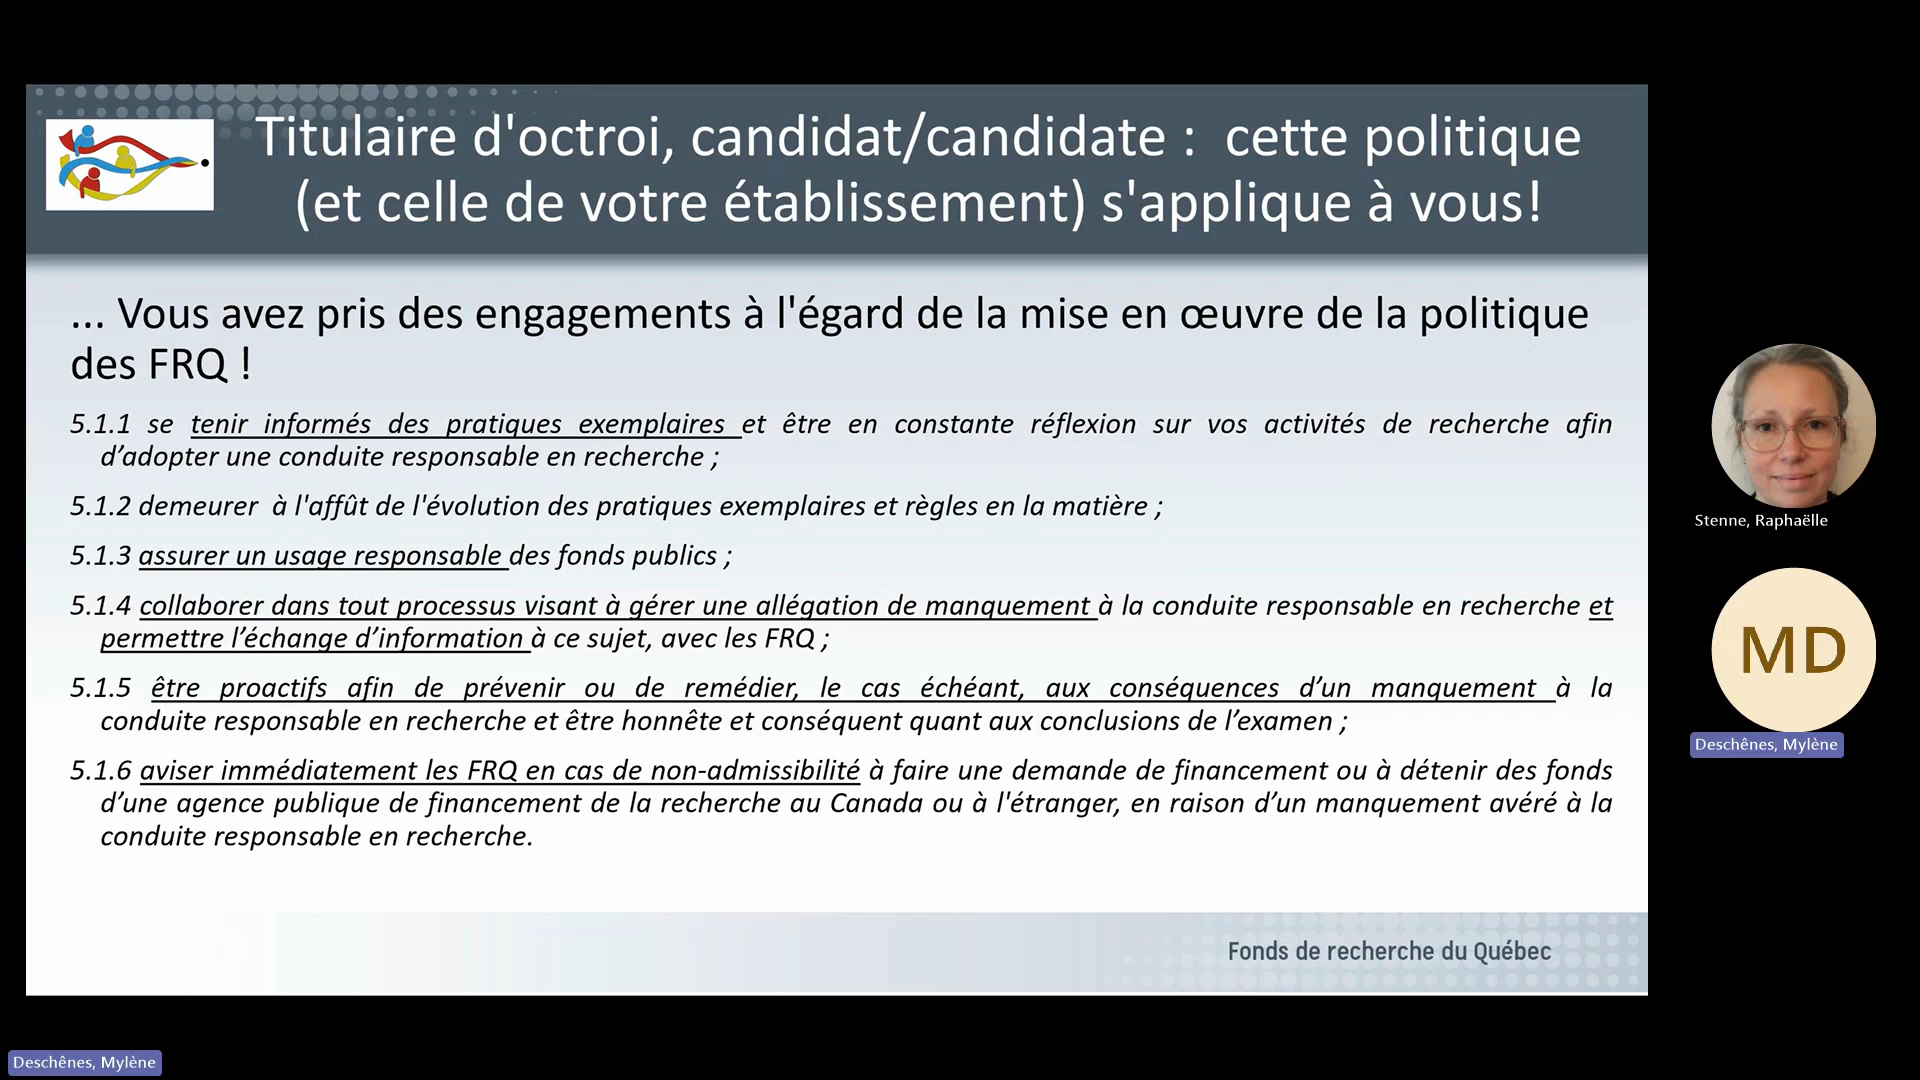 Titulaire d'octroi, candidat/candidate :  cette politique
(et celle de votre établissement) s'applique à vous!
... Vous avez pris des engagements à l'égard de la mise en œuvre de la politique
des FRQ !
5.1.1 se tenir informés des pratiques exemplaires et être en constante réflexion sur vos activités de recherche afin
d’adopter une conduite responsable en recherche ;
5.1.2 demeurer  à l'affût de l'évolution des pratiques exemplaires et règles en la matière ;
5.1.3 assurer un usage responsable des fonds publics ;
5.1.4 collaborer dans tout processus visant à gérer une allégation de manquement à la conduite responsable en recherche et
permettre l’échange d’information à ce sujet, avec les FRQ ;
5.1.5 être proactifs afin de prévenir ou de remédier, le cas échéant, aux conséquences d’un manquement à la
conduite responsable en recherche et être honnête et conséquent quant aux conclusions de l’examen ;
5.1.6 aviser immédiatement les FRQ en cas de non-admissibilité à faire une demande de financement ou à détenir des fonds
d’une agence publique de financement de la recherche au Canada ou à l'étranger, en raison d’un manquement avéré à la
conduite responsable en recherche.
Fonds de recherche du Québec
Stenne, Raphaëlle
MD
Deschênes, Mylène
Deschênes, Mylène